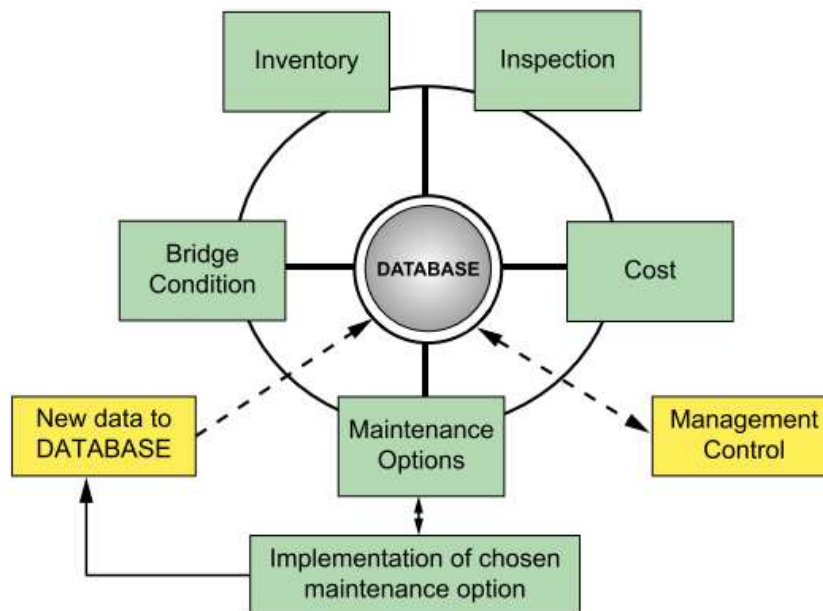 Inventory
Inspection
Bridge
Condition
DATABASE
Cost
New data to
DATABASE
Maintenance
Options
Management
Control
Implementation of chosen
maintenance option